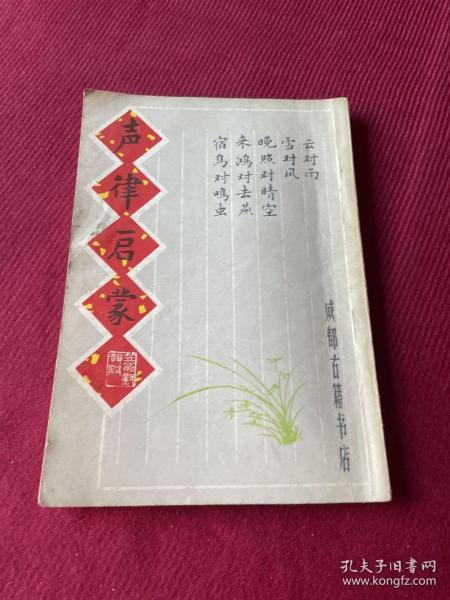 声律启蒙
云对雨
雪对风
晚照对晴空
来鸿对去燕
宿鸟对鸣虫
成都古籍书店
孔夫子旧书网
www.kongfz.com